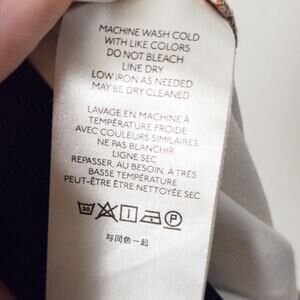 MACHINE WASH COLD
WITH LIKE COLORS
DO NOT BLEACH
LINE DRY
LOW IRON AS NEEDED
MAY BE DRY CLEANED
LAVAGE EN MACHINE À
TEMPÉRATURE FROIDE
AVEC COULEURS SIMILAIRES
NE PAS BLANCHIR
LIGNE SEC
REPASSER, AU BESOIN, À TRÈS
BASSE TEMPÉRATURE
PEUT-ÊTRE ÊTRE NETTOYÉE SEC
30 P
与同色一起